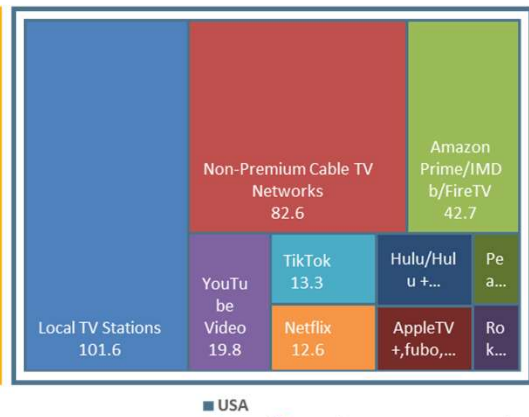 Non-Premium Cable TV
Networks
82.6
Amazon
Prime/IMD
b/FireTV
42.7
Local TV Stations
101.6
YouTu
be
Video
19.8
TikTok
13.3
Netflix
12.6
Hulu/Hul
u +...
AppleTV
+,fubo,...
Pe
a...
Ro
k...
USA